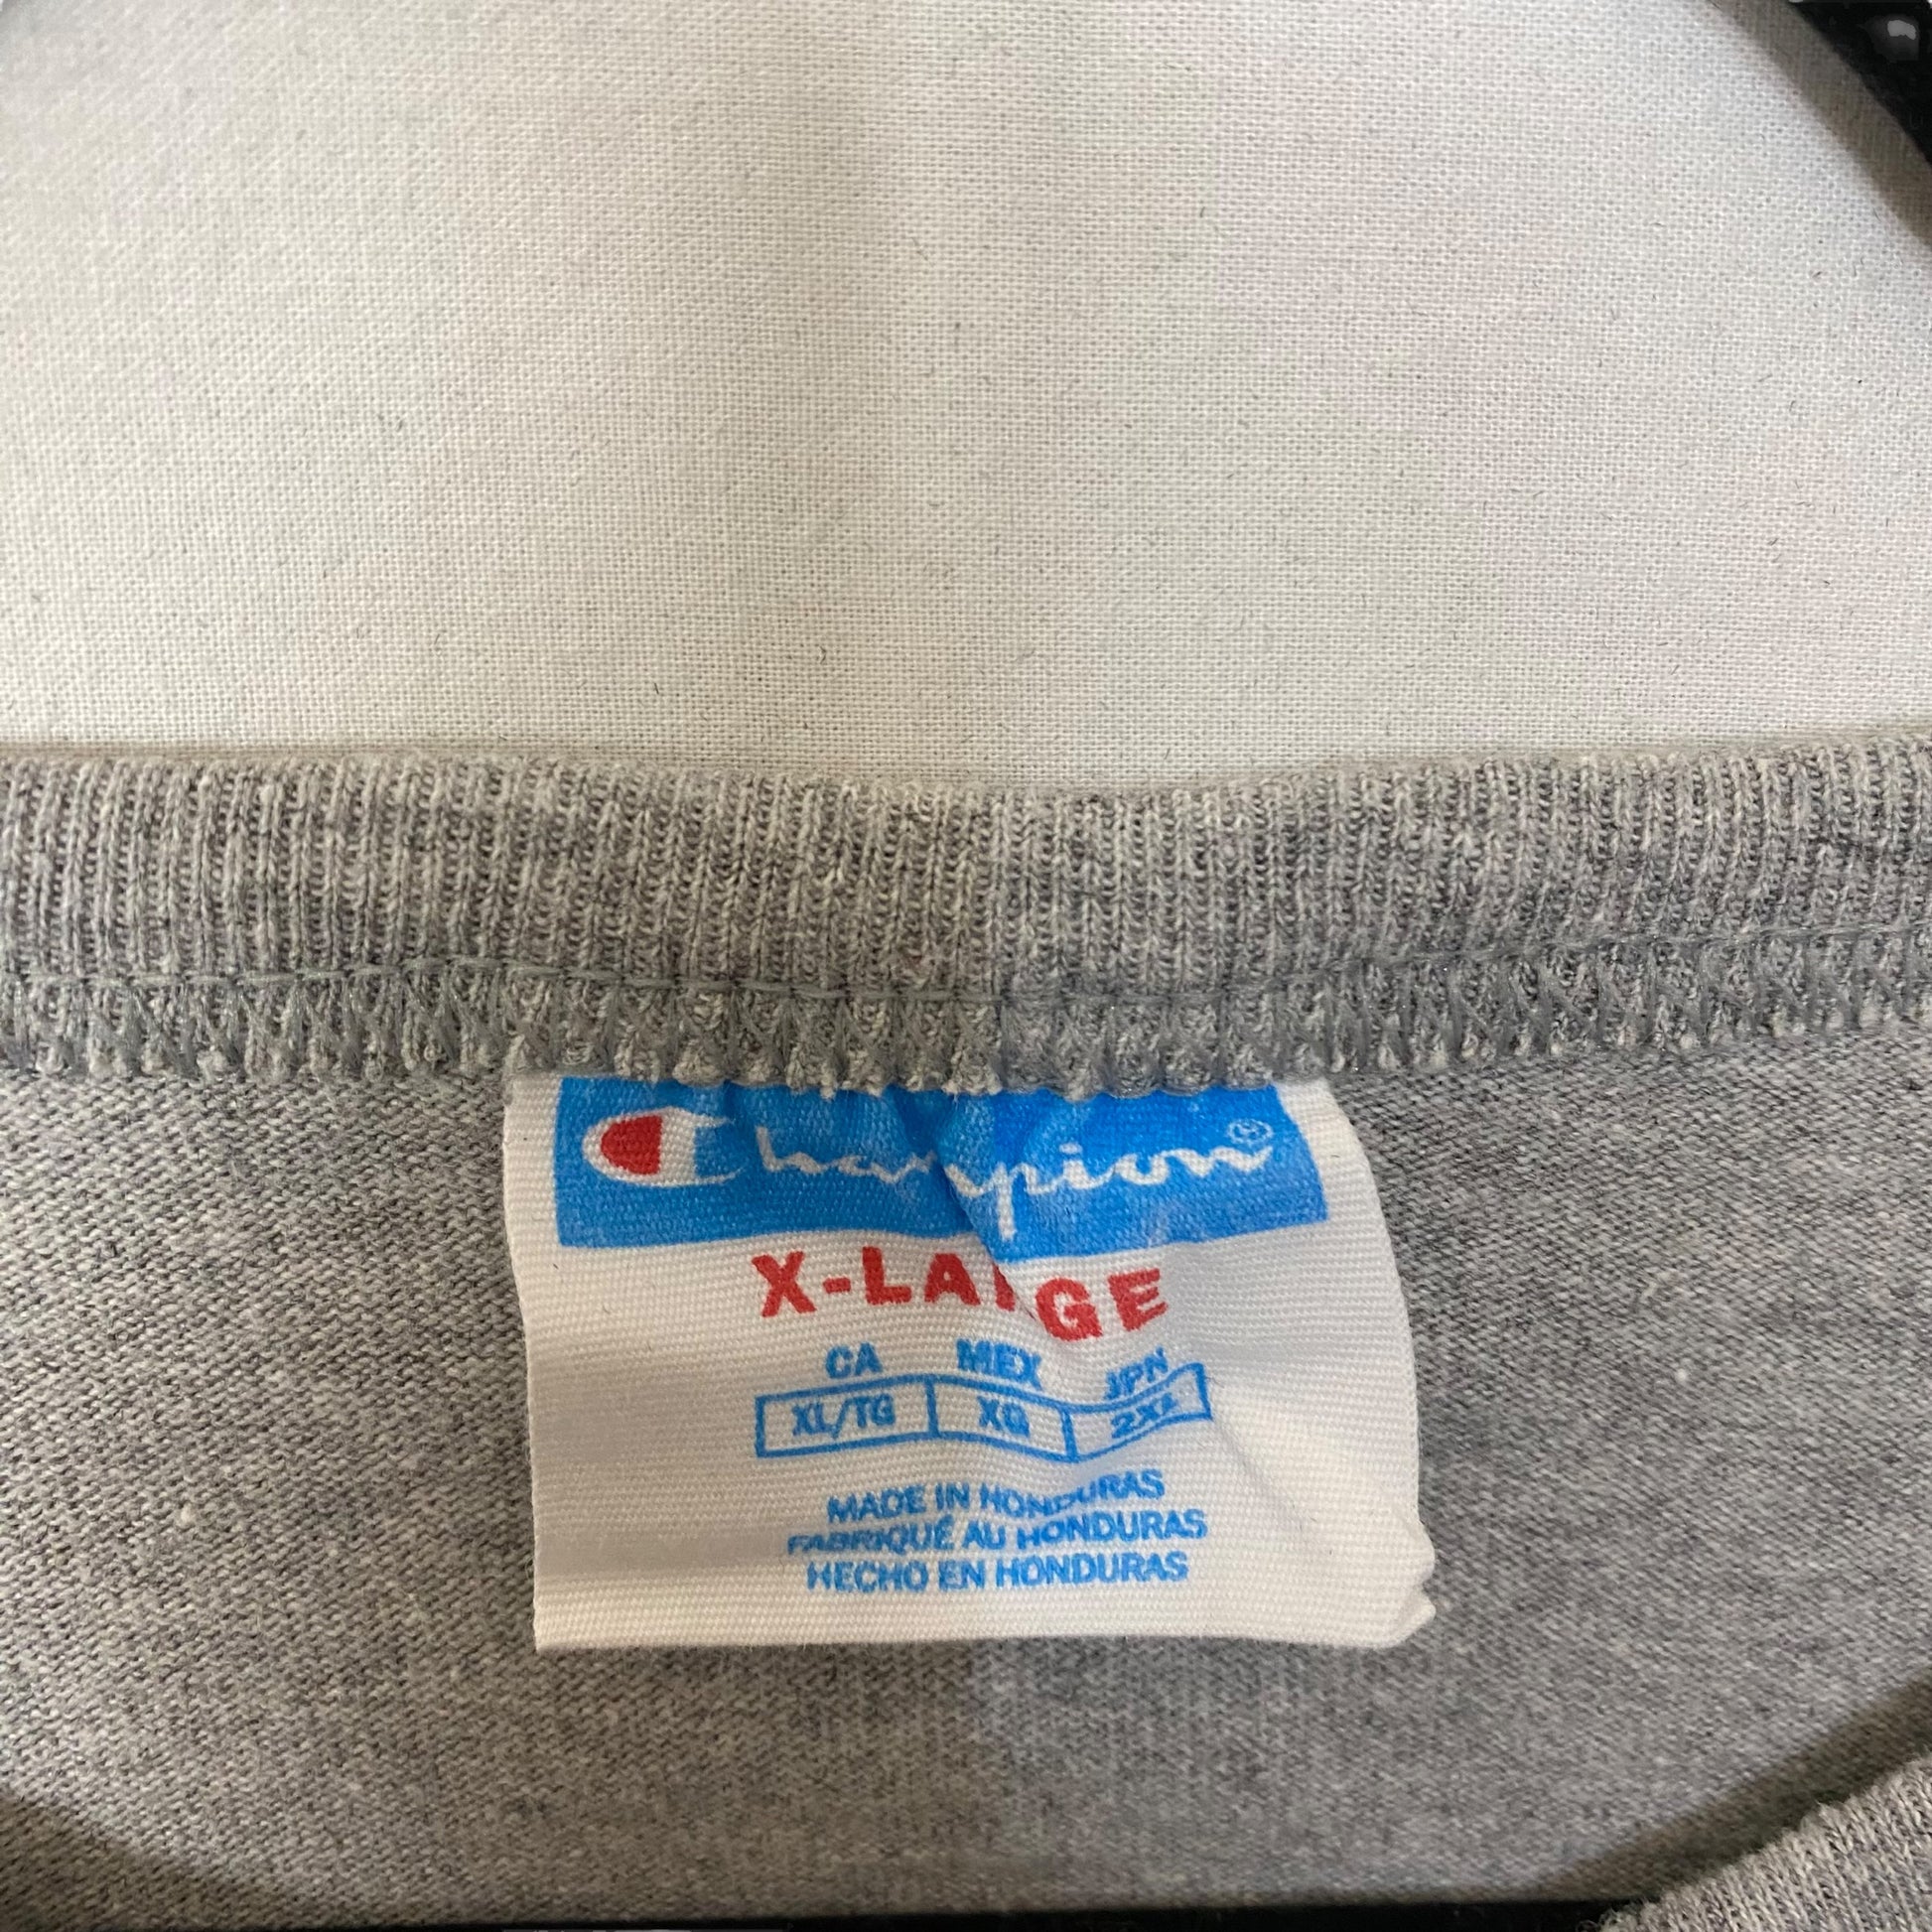 Champion®
X-LARGE
CA MEX JPN
XL/TG XG 2XL
MADE IN HONDURAS
FABRIQUÉ AU HONDURAS
HECHO EN HONDURAS